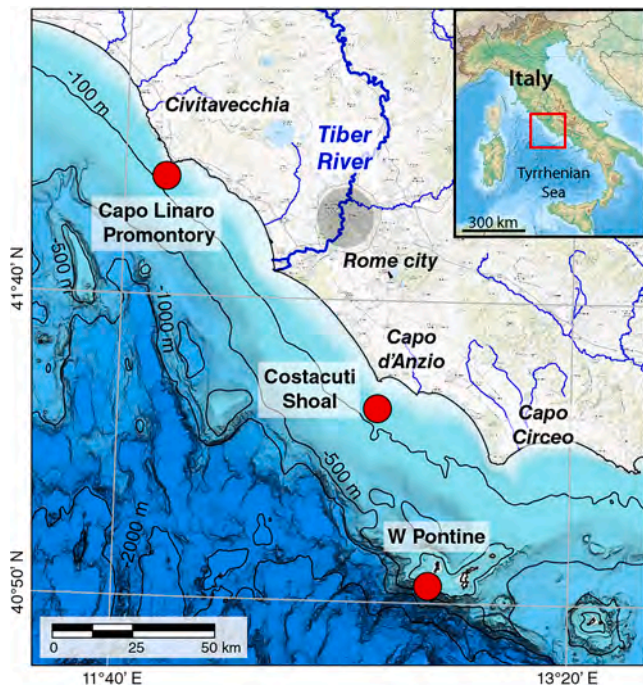 -100 m
Civitavecchia
Tiber
River
Italy
Tyrrhenian
Sea
300 km
Capo Linaro
Promontory
-500 m
-1000 m
Rome city
41°40' N
Capo
d'Anzio
Costacuti
Shoal
Capo
Circeo
-500 m
2000 m
W Pontine
40°50' N
0
25
50 km
11°40' E
13°20' E